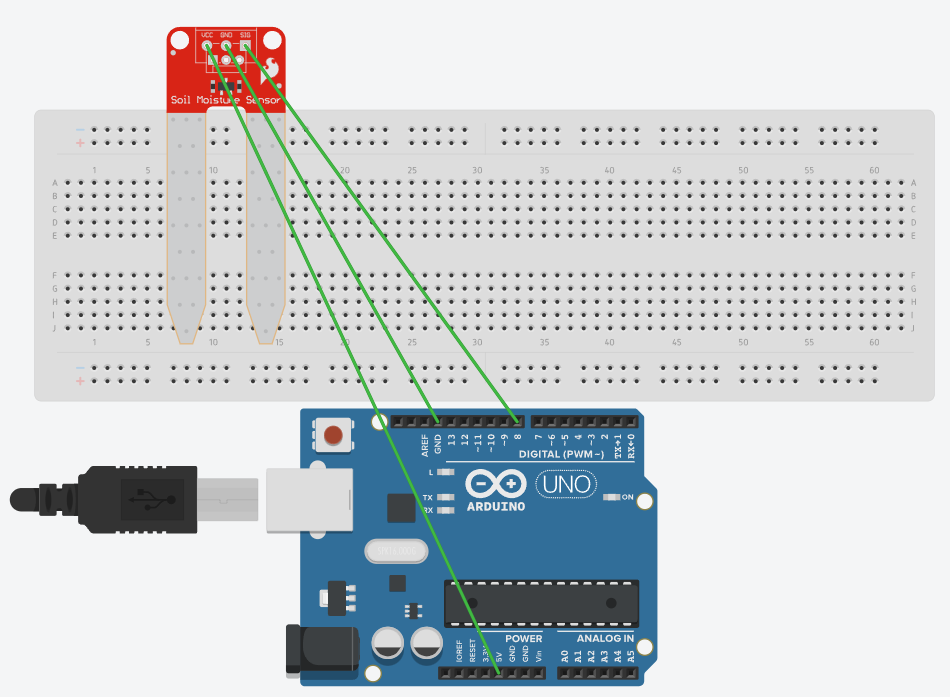 VCC GND SIG
Soil Moisture Sensor
− −
+ +
1 5 10 20 25 30 35 40 45 50 55 60
A A
B B
C C
D D
E E
F F
G G
H H
I I
J J
1 5 10 15 20 25 30 35 40 45 50 55 60
− −
+ +
AREF GND 13 12 ~11 ~10 ~9 8 7 ~6 ~5 4 ~3 2 TX→1 RX←0
DIGITAL (PWM~)
L
TX
RX
UNO
ON
ARDUINO
POWER ANALOG IN
IOREF RESET 3.3V 5V GND GND Vin A0 A1 A2 A3 A4 A5